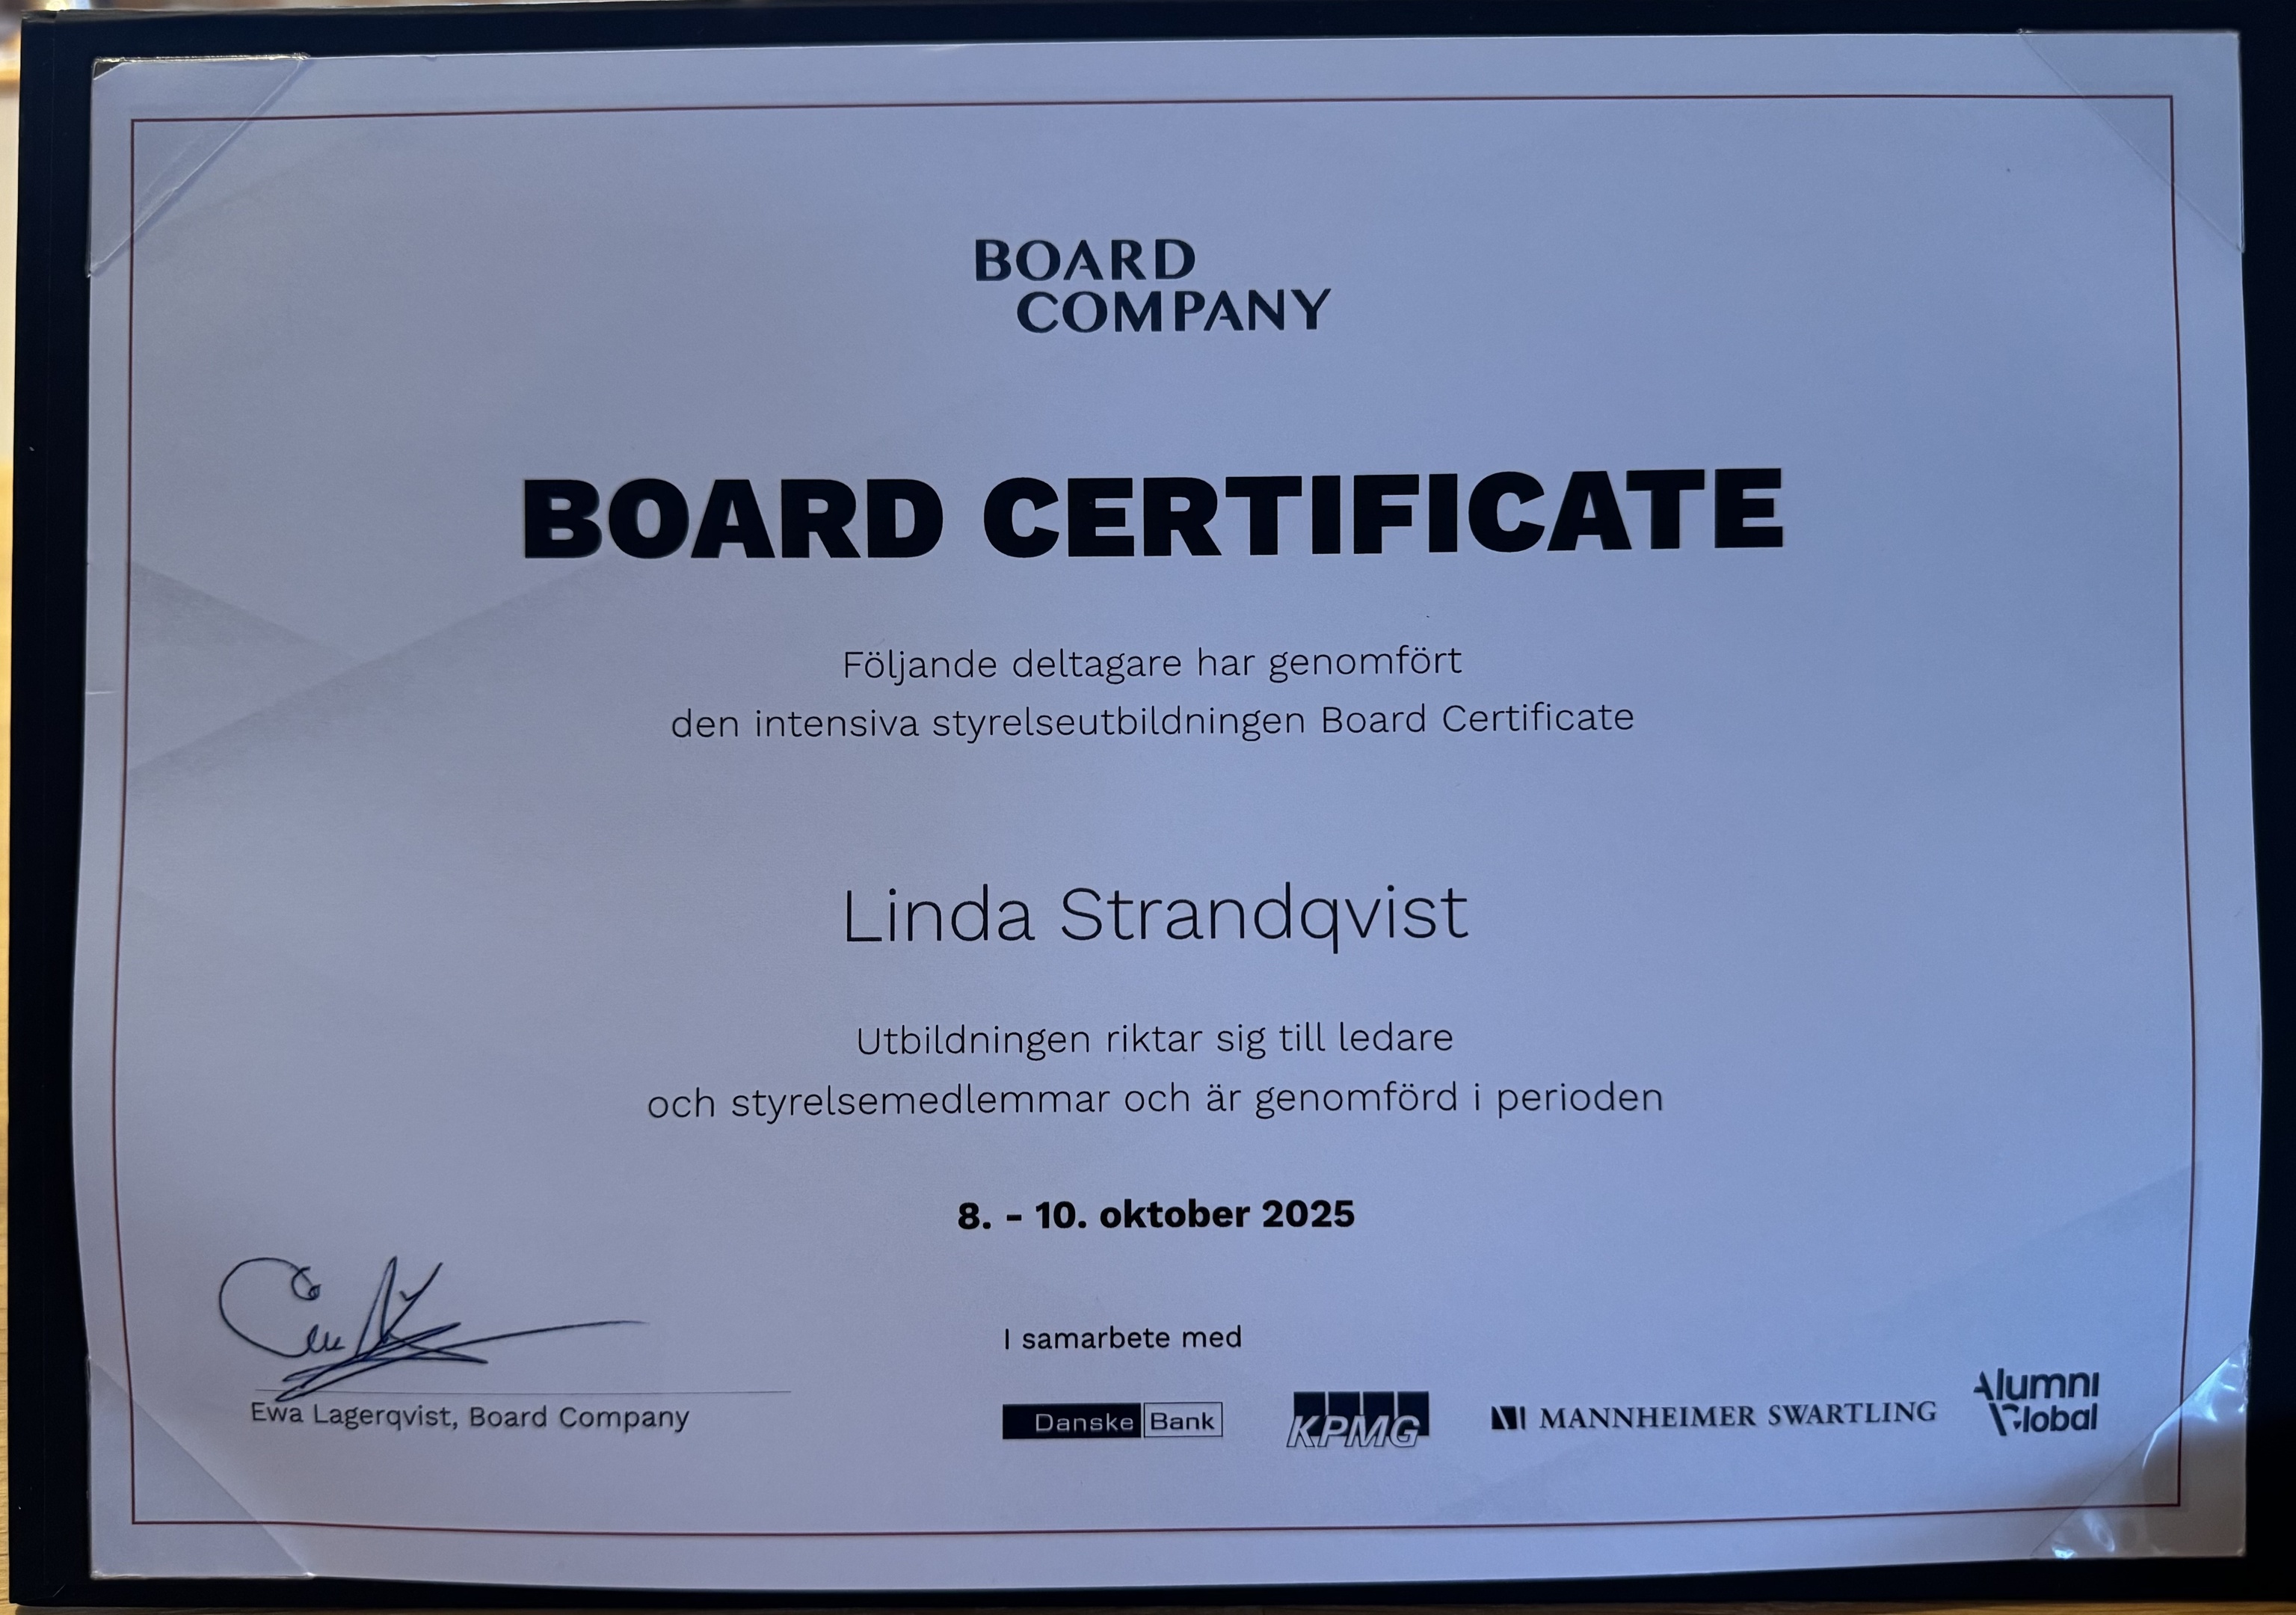 BOARD
COMPANY
BOARD CERTIFICATE
Följande deltagare har genomfört
den intensiva styrelseutbildningen Board Certificate
Linda Strandqvist
Utbildningen riktar sig till ledare
och styrelsemedlemmar och är genomförd i perioden
8. - 10. oktober 2025
I samarbete med
Ewa Lagerqvist, Board Company
Danske Bank
KPMG
MANNHEIMER SWARTLING
Alumni
Global